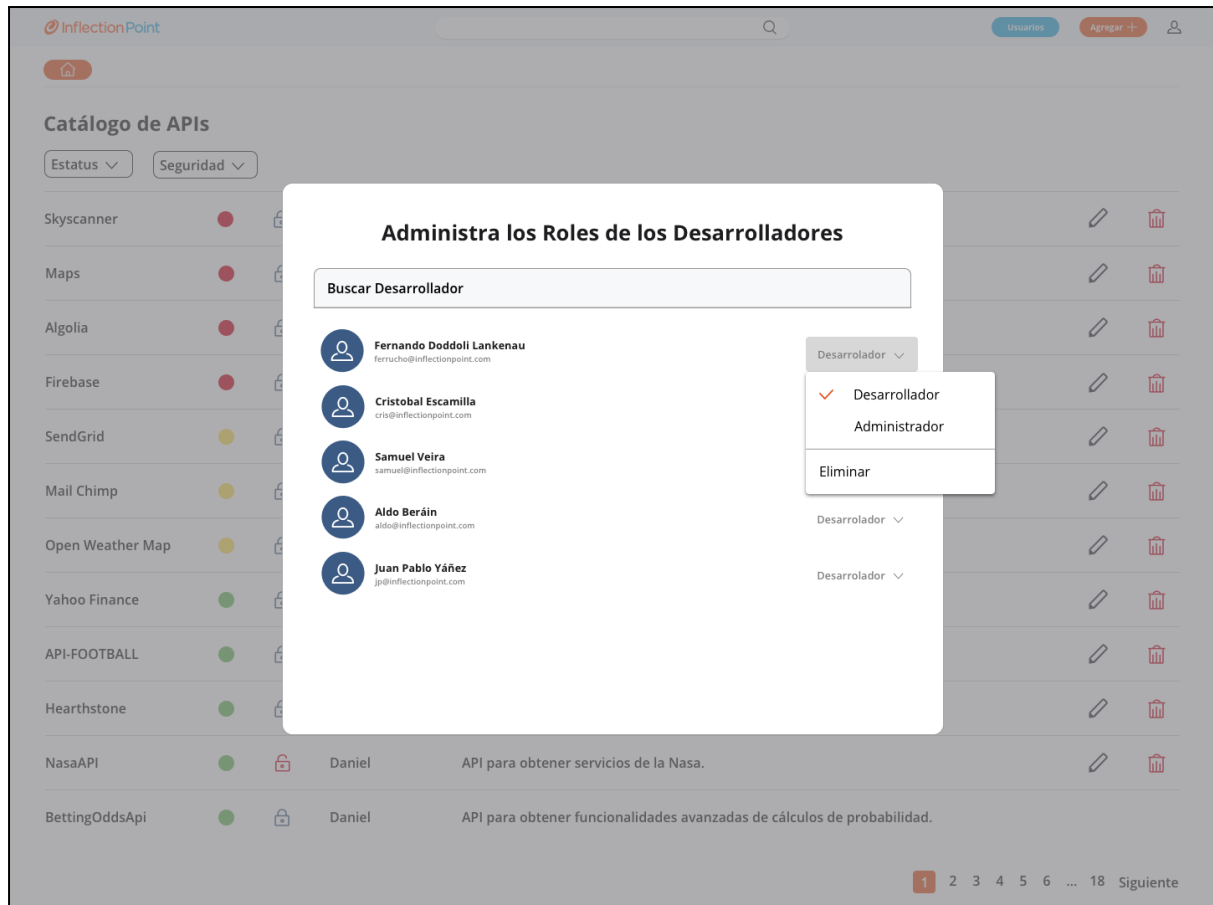 InflectionPoint
Usuarios
Agregar +
Catálogo de APIs
Estatus
Seguridad
Skyscanner
Maps
Algolia
Firebase
SendGrid
Mail Chimp
Open Weather Map
Yahoo Finance
API-FOOTBALL
Hearthstone
NasaAPI Daniel API para obtener servicios de la Nasa.
BettingOddsApi Daniel API para obtener funcionalidades avanzadas de cálculos de probabilidad.
1 2 3 4 5 6 ... 18 Siguiente
Administra los Roles de los Desarrolladores
Buscar Desarrollador
Fernando Doddoli Lankenau
ferrucho@inflectionpoint.com
Desarrolador
Desarrollador
Administrador
Eliminar
Cristobal Escamilla
cris@inflectionpoint.com
Samuel Veira
samuel@inflectionpoint.com
Aldo Beráin
aldo@inflectionpoint.com
Desarrolador
Juan Pablo Yáñez
jp@inflectionpoint.com
Desarrolador